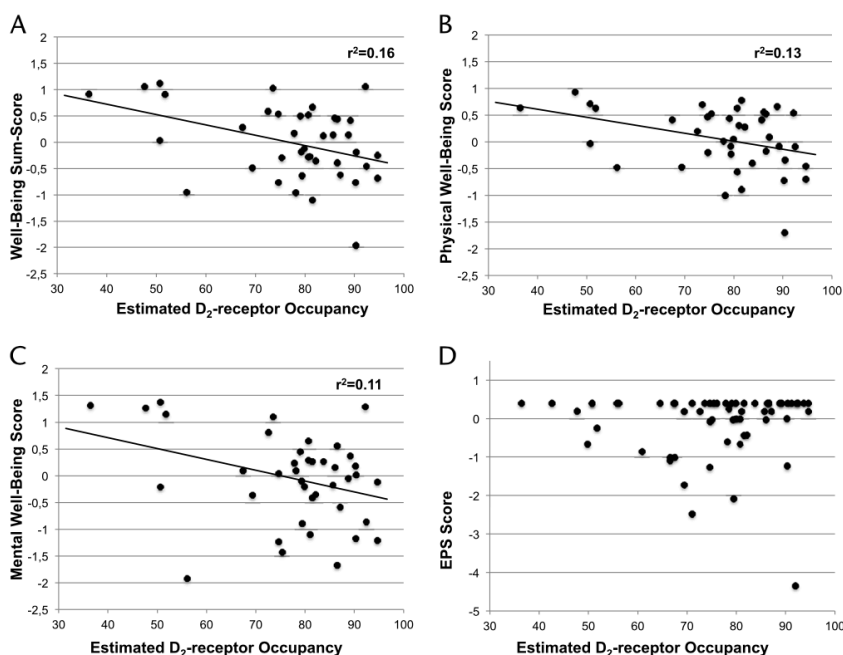 A
r²=0.16
Well-Being Sum-Score
2
1,5
1
0,5
0
-0,5
-1
-1,5
-2
-2,5
30 40 50 60 70 80 90 100
Estimated D₂-receptor Occupancy
B
r²=0.13
Physical Well-Being Score
2
1,5
1
0,5
0
-0,5
-1
-1,5
-2
-2,5
30 40 50 60 70 80 90 100
Estimated D₂-receptor Occupancy
C
r²=0.11
Mental Well-Being Score
2
1,5
1
0,5
0
-0,5
-1
-1,5
-2
-2,5
30 40 50 60 70 80 90 100
Estimated D₂-receptor Occupancy
D
EPS Score
1
0
-1
-2
-3
-4
-5
30 40 50 60 70 80 90 100
Estimated D₂-receptor Occupancy